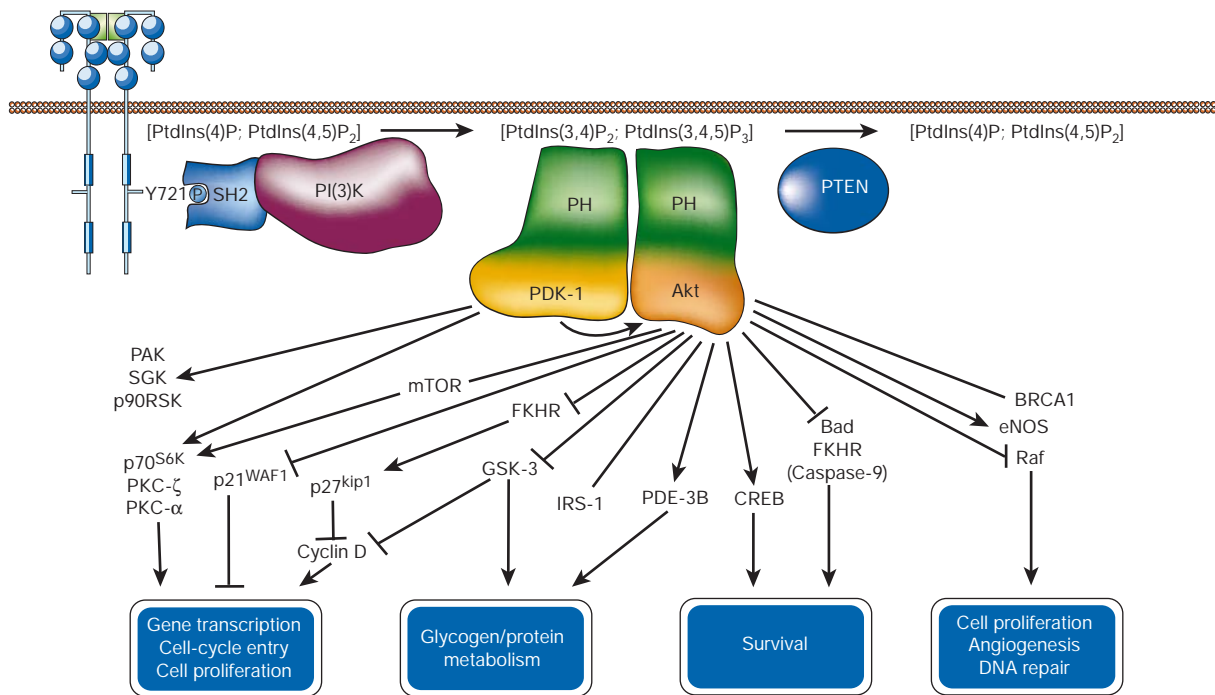 [PtdIns(4)P; PtdIns(4,5)P₂]
[PtdIns(3,4)P₂; PtdIns(3,4,5)P₃]
[PtdIns(4)P; PtdIns(4,5)P₂]
Y721 P SH2
PI(3)K
PH
PH
PTEN
PDK-1
Akt
PAK
SGK
p90RSK
mTOR
FKHR
BRCA1
eNOS
Raf
Bad
FKHR
(Caspase-9)
p70ˢ⁶ᴷ
PKC-ζ
PKC-α
p21ᵂᴬᶠ¹
p27ᵏⁱᵖ¹
GSK-3
IRS-1
PDE-3B
CREB
Cyclin D
Gene transcription
Cell-cycle entry
Cell proliferation
Glycogen/protein
metabolism
Survival
Cell proliferation
Angiogenesis
DNA repair